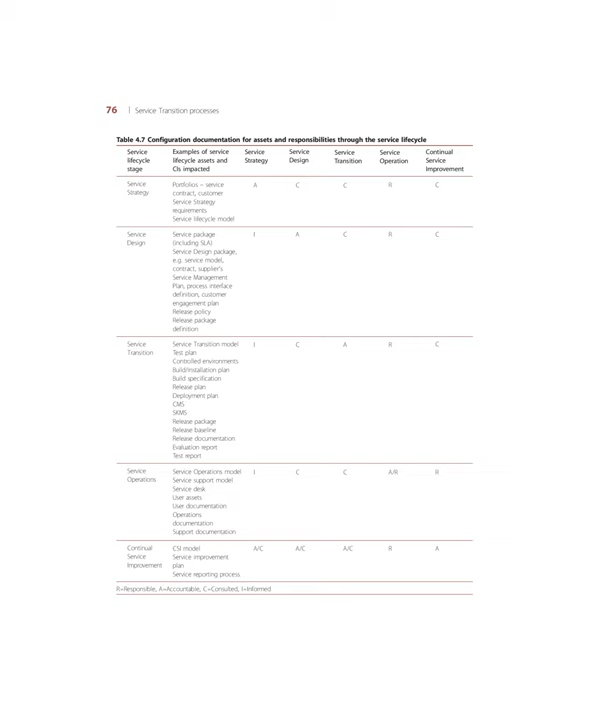 76 | Service Transition processes
Table 4.7 Configuration documentation for assets and responsibilities through the service lifecycle
Service Examples of service Service Service Service Service Continual
lifecycle lifecycle assets and Strategy Design Transition Operation Service
stage CIs impacted Improvement
Service Portfolios – service A C C R C
Strategy contract, customer
Service Strategy
requirements
Service lifecycle model
Service Service package I A C R C
Design (including SLA)
Service Design package,
e.g. service model,
contract, supplier's
Service Management
Plan, process interface
definition, customer
engagement plan
Release policy
Release package
definition
Service Service Transition model I C A R C
Transition Test plan
Controlled environments
Build/installation plan
Build specification
Release plan
Deployment plan
CMS
SKMS
Release package
Release baseline
Release documentation
Evaluation report
Test report
Service Service Operations model I C C A/R R
Operations Service support model
Service desk
User assets
User documentation
Operations
documentation
Support documentation
Continual CSI model A/C A/C A/C R A
Service Service improvement
Improvement plan
Service reporting process.
R=Responsible, A=Accountable, C=Consulted, I=Informed